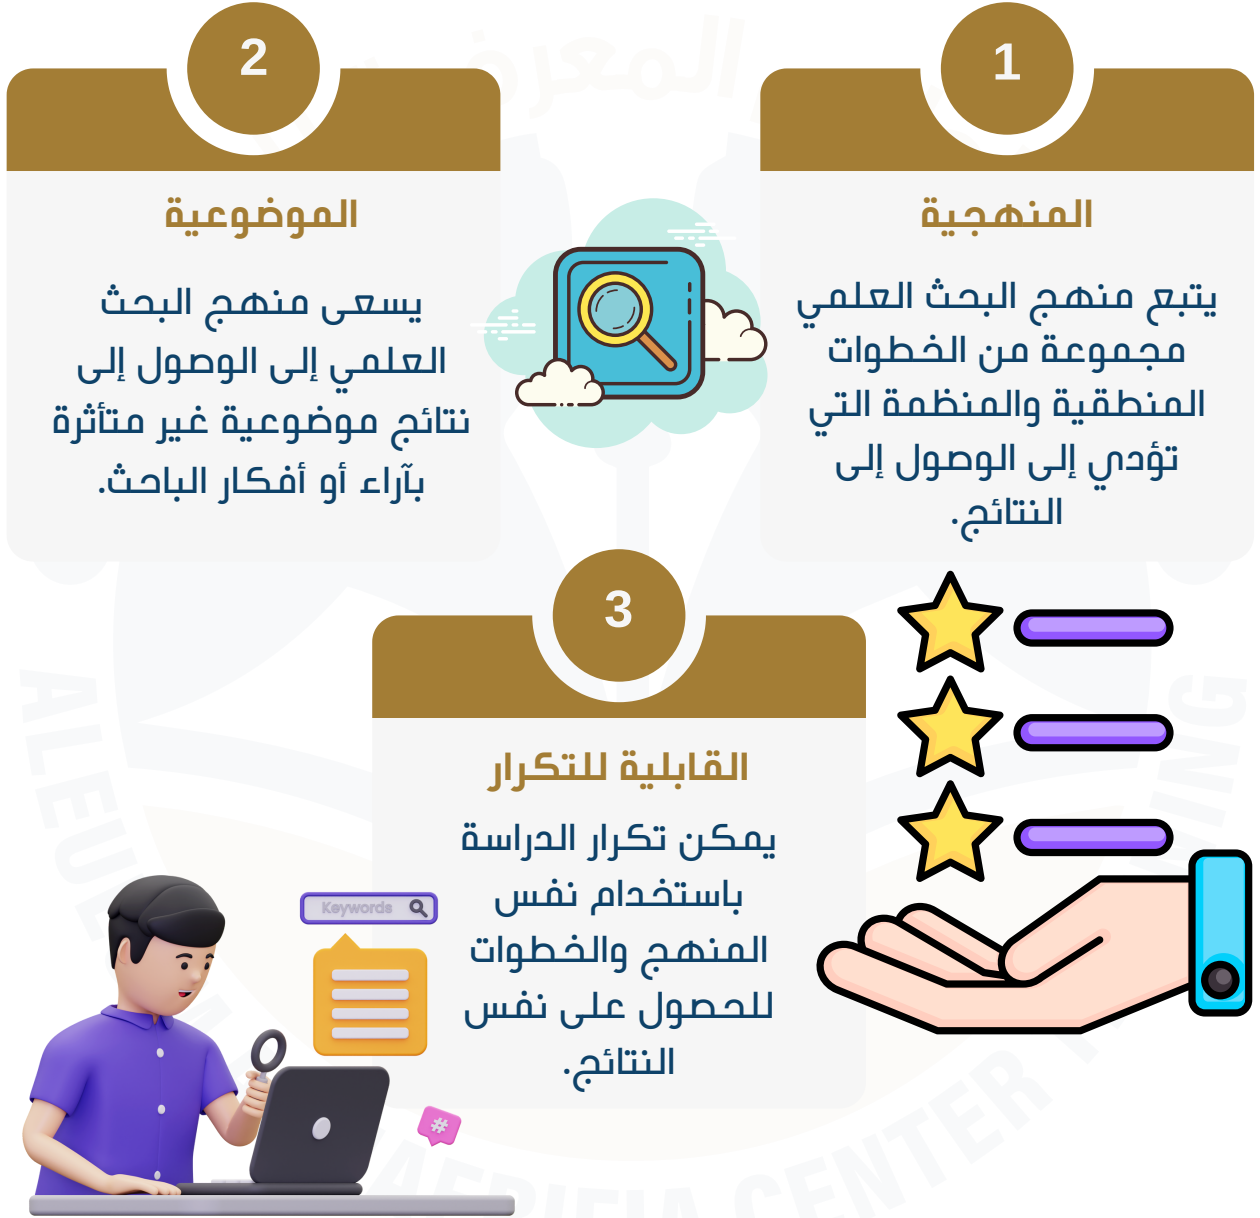 1
المنهجية
يتبع منهج البحث العلمي
مجموعة من الخطوات
المنطقية والمنظمة التي
تؤدي إلى الوصول إلى
النتائج.
2
الموضوعية
يسعى منهج البحث
العلمي إلى الوصول إلى
نتائج موضوعية غير متأثرة
بآراء أو أفكار الباحث.
3
القابلية للتكرار
يمكن تكرار الدراسة
باستخدام نفس
المنهج والخطوات
للحصول على نفس
النتائج.
Keywords
#
المعرفة
CENTER